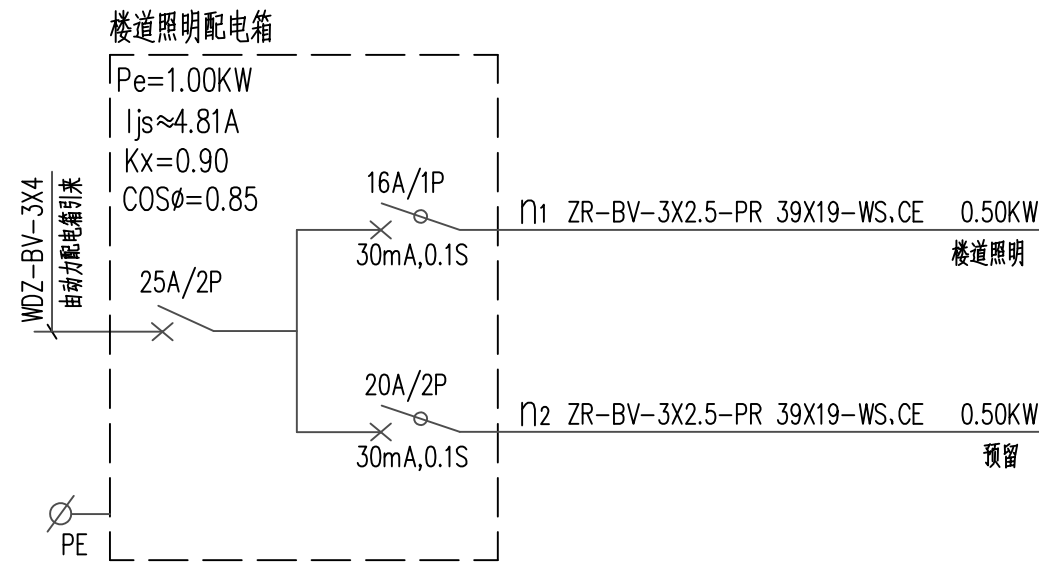 楼道照明配电箱
Pe=1.00KW
Ijs≈4.81A
Kx=0.90
COSø=0.85
WDZ-BV-3X4
由动力配电箱引来
25A/2P
16A/1P
30mA,0.1S
n1 ZR-BV-3X2.5-PR 39X19-WS,CE 0.50KW
楼道照明
20A/2P
30mA,0.1S
n2 ZR-BV-3X2.5-PR 39X19-WS,CE 0.50KW
预留
PE